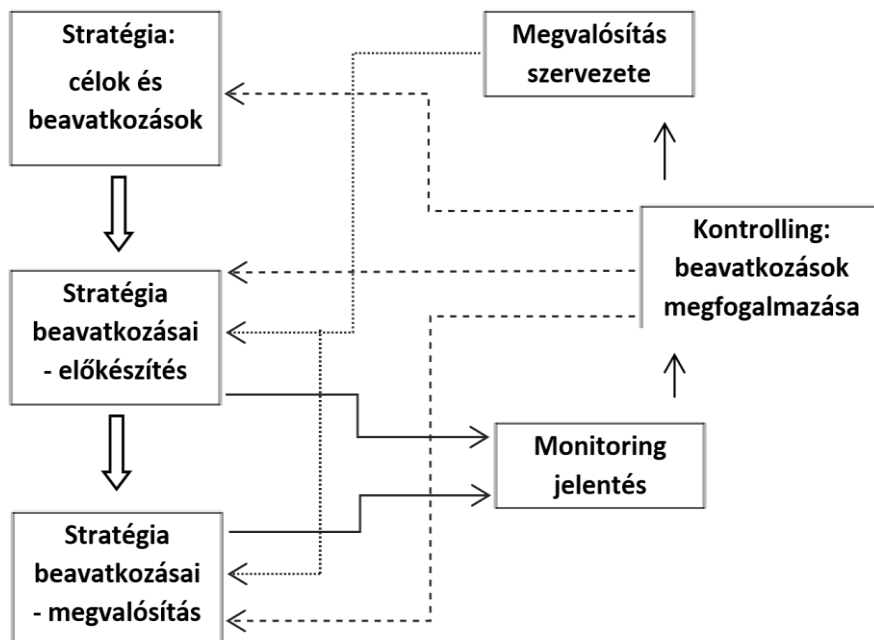 Stratégia:
célok és
beavatkozások
Megvalósítás
szervezete
Kontrolling:
beavatkozások
megfogalmazása
Stratégia
beavatkozásai
- előkészítés
Monitoring
jelentés
Stratégia
beavatkozásai
- megvalósítás